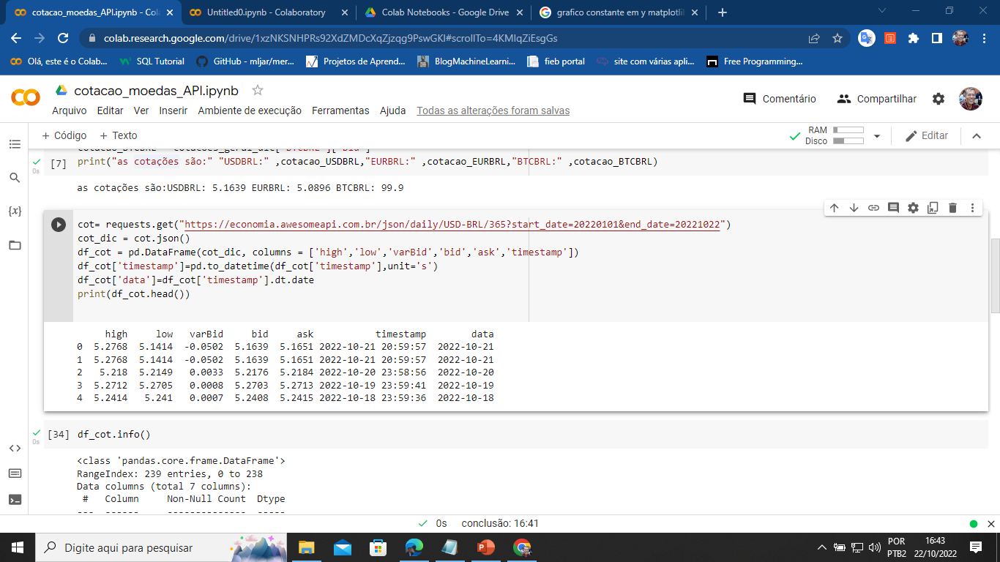 cotacao_moedas_API.ipynb - Cola
Untitled0.ipynb - Colaboratory
Colab Notebooks - Google Drive
grafico constante em y matplotli
colab.research.google.com/drive/1xzNKSNHPRs92XdZMDcXqZjzqg9PswGKI#scrollTo=4KMIqZiEsgGs
Olá, este é o Colab...
SQL Tutorial
GitHub - mljar/mer...
Projetos de Aprend...
BlogMachineLearni...
fieb portal
site com várias apli...
Free Programming...
cotacao_moedas_API.ipynb
Comentário
Compartilhar
Arquivo Editar Ver Inserir Ambiente de execução Ferramentas Ajuda Todas as alterações foram salvas
+ Código + Texto
RAM
Disco
Editar
cotacao_BTCBRL = cotacoes_geral_dic['BTCBRL']['bid']
[7] print("as cotações são:" "USDBRL:" ,cotacao_USDBRL,"EURBRL:" ,cotacao_EURBRL,"BTCBRL:" ,cotacao_BTCBRL)
0s
as cotações são:USDBRL: 5.1639 EURBRL: 5.0896 BTCBRL: 99.9
{x}
cot= requests.get("https://economia.awesomeapi.com.br/json/daily/USD-BRL/365?start_date=20220101&end_date=20221022")
cot_dic = cot.json()
df_cot = pd.DataFrame(cot_dic, columns = ['high','low','varBid','bid','ask','timestamp'])
df_cot['timestamp']=pd.to_datetime(df_cot['timestamp'],unit='s')
df_cot['data']=df_cot['timestamp'].dt.date
print(df_cot.head())
high low varBid bid ask timestamp data
0 5.2768 5.1414 -0.0502 5.1639 5.1651 2022-10-21 20:59:57 2022-10-21
1 5.2768 5.1414 -0.0502 5.1639 5.1651 2022-10-21 20:59:57 2022-10-21
2 5.218 5.2149 0.0033 5.2176 5.2184 2022-10-20 23:58:56 2022-10-20
3 5.2712 5.2705 0.0008 5.2703 5.2713 2022-10-19 23:59:41 2022-10-19
4 5.2414 5.241 0.0007 5.2408 5.2415 2022-10-18 23:59:36 2022-10-18
[34] df_cot.info()
0s
<class 'pandas.core.frame.DataFrame'>
RangeIndex: 239 entries, 0 to 238
Data columns (total 7 columns):
# Column Non-Null Count Dtype
--- ------ -------------- -----
0s conclusão: 16:41
Digite aqui para pesquisar
POR
PTB2
16:43
22/10/2022